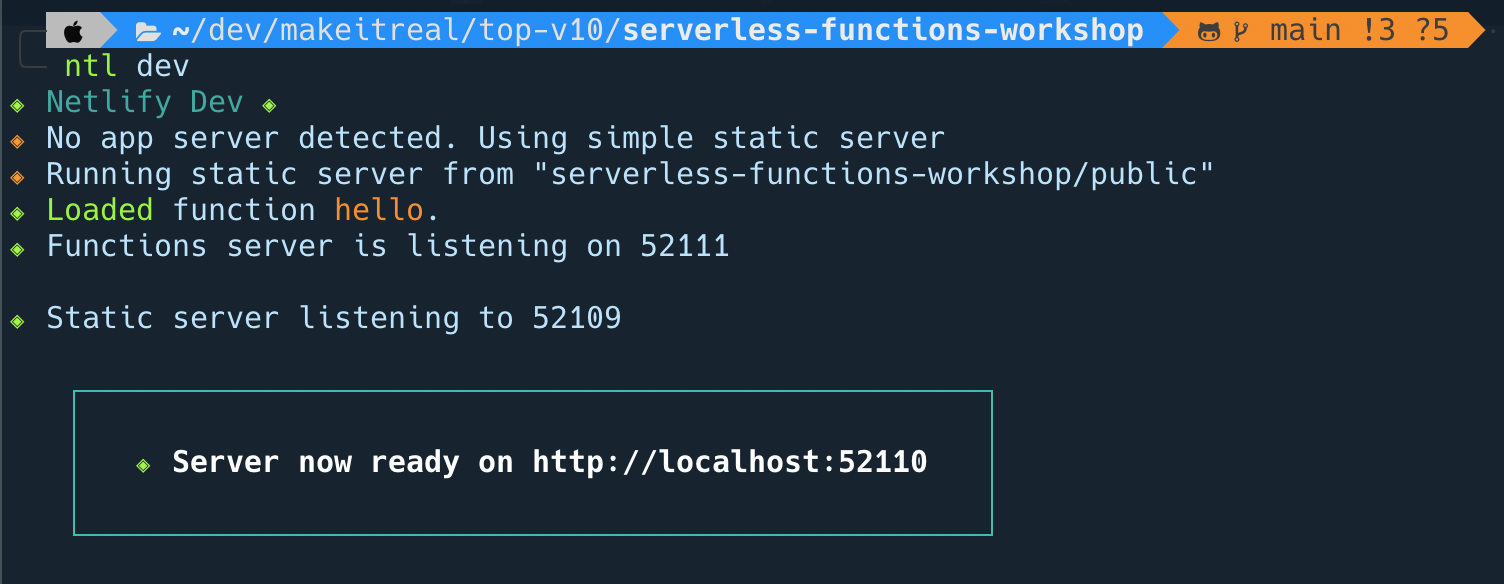 ~/dev/makeitreal/top-v10/serverless-functions-workshop main !3 ?5
ntl dev
Netlify Dev
No app server detected. Using simple static server
Running static server from "serverless-functions-workshop/public"
Loaded function hello.
Functions server is listening on 52111
Static server listening to 52109
Server now ready on http://localhost:52110